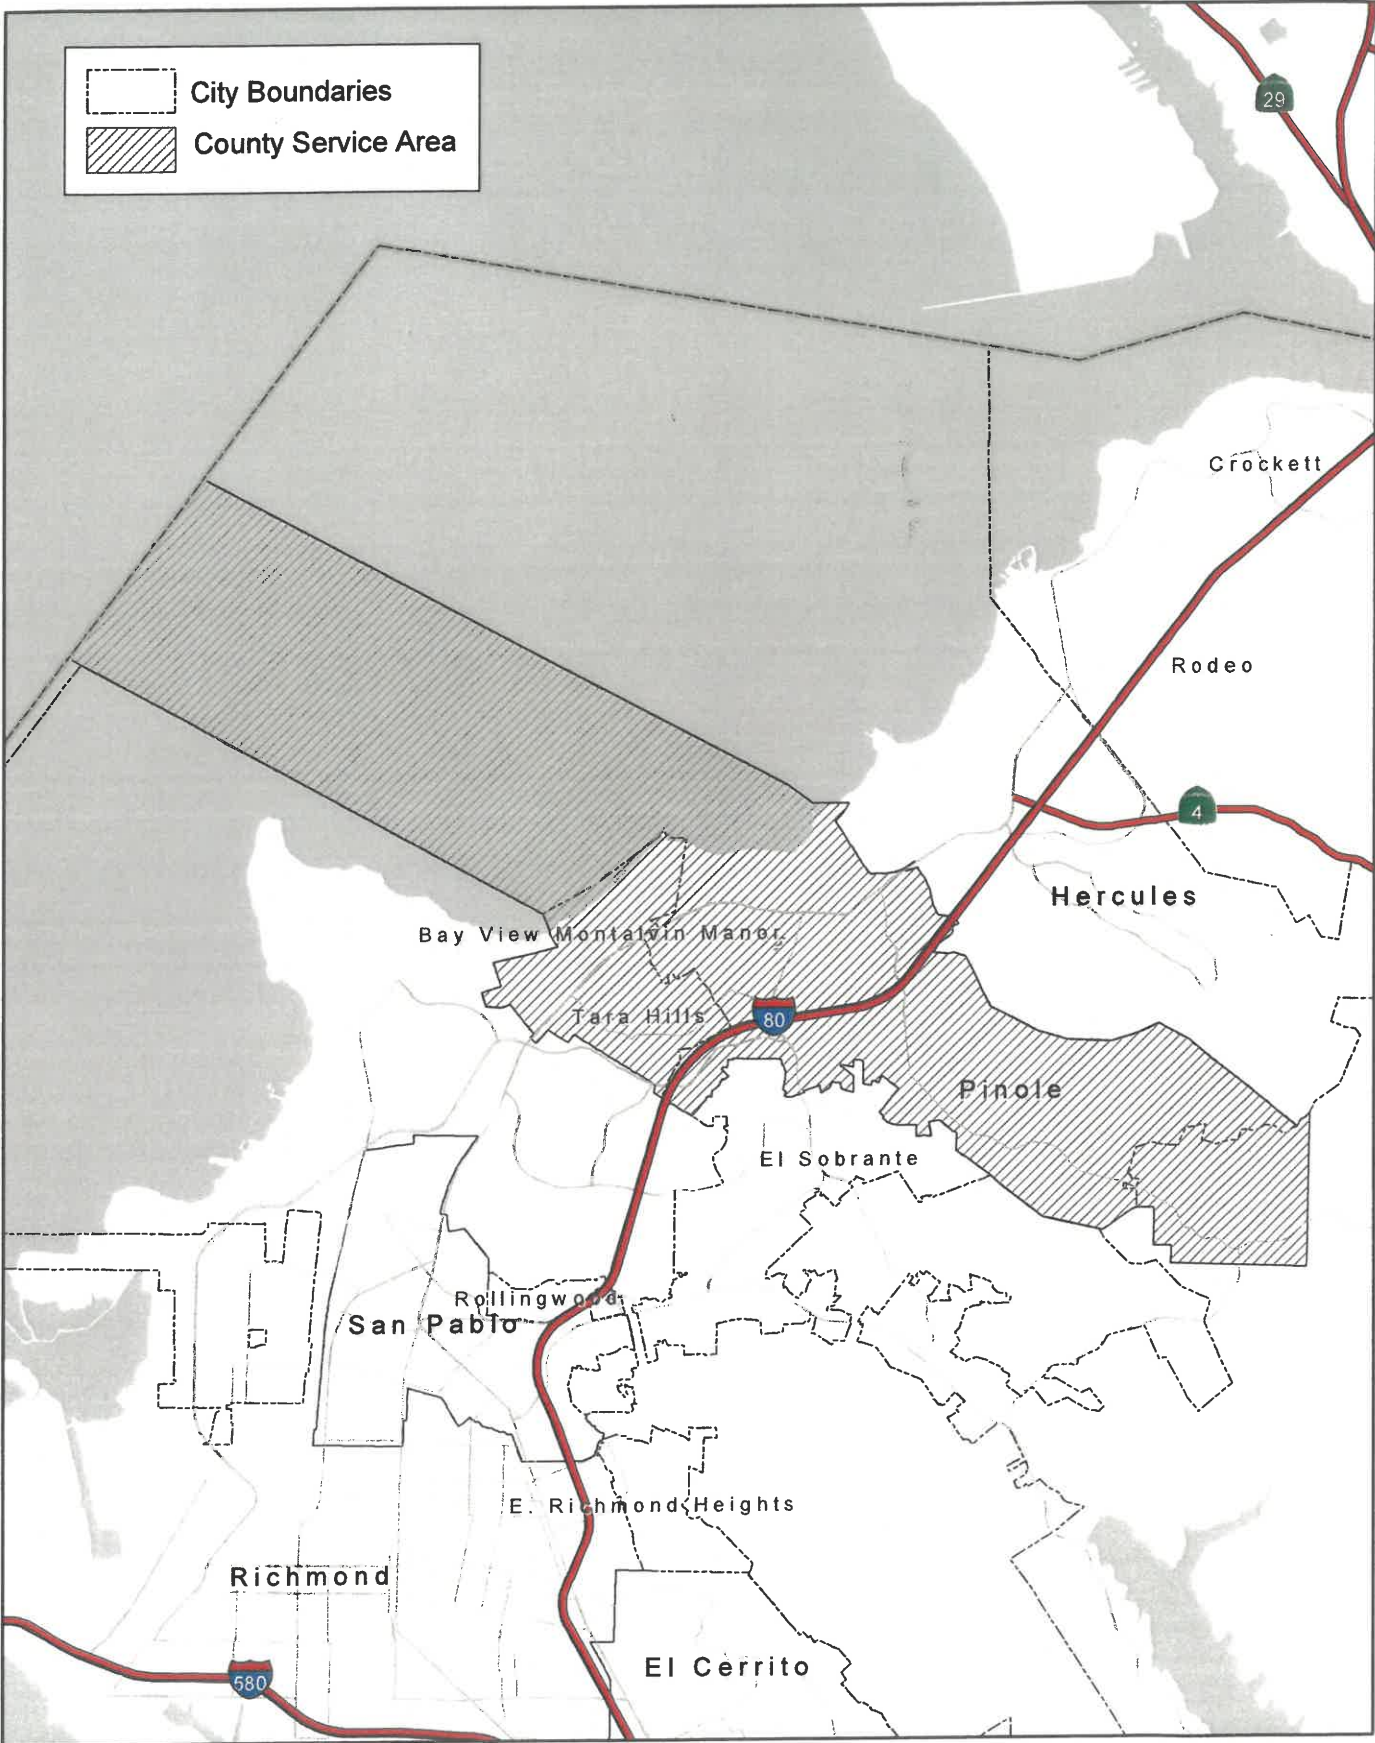 City Boundaries
County Service Area
29
Crockett
Rodeo
4
Hercules
Bay View Montalvin Manor
Tara Hills
80
Pinole
El Sobrante
Rollingwood
San Pablo
E. Richmond Heights
Richmond
El Cerrito
580